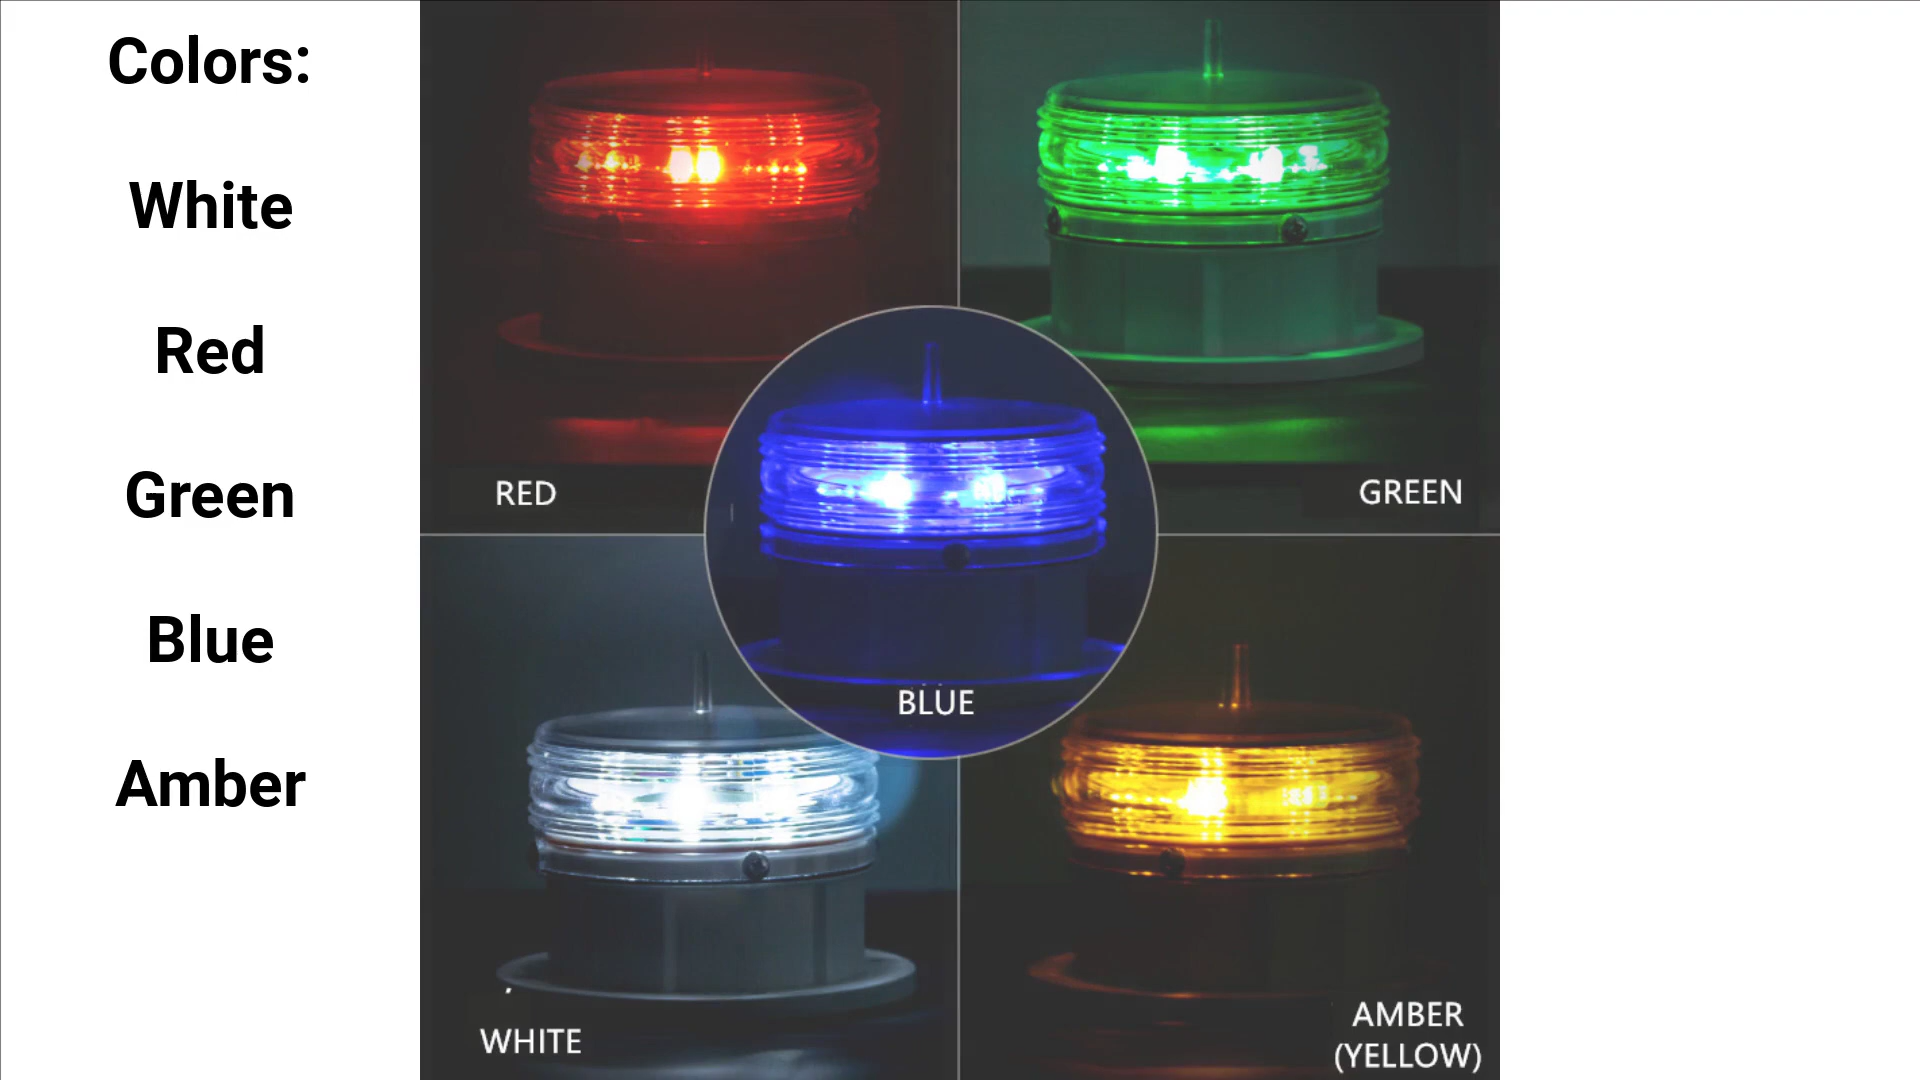 Colors:
White
Red
Green
Blue
Amber
RED
GREEN
BLUE
WHITE
AMBER
(YELLOW)